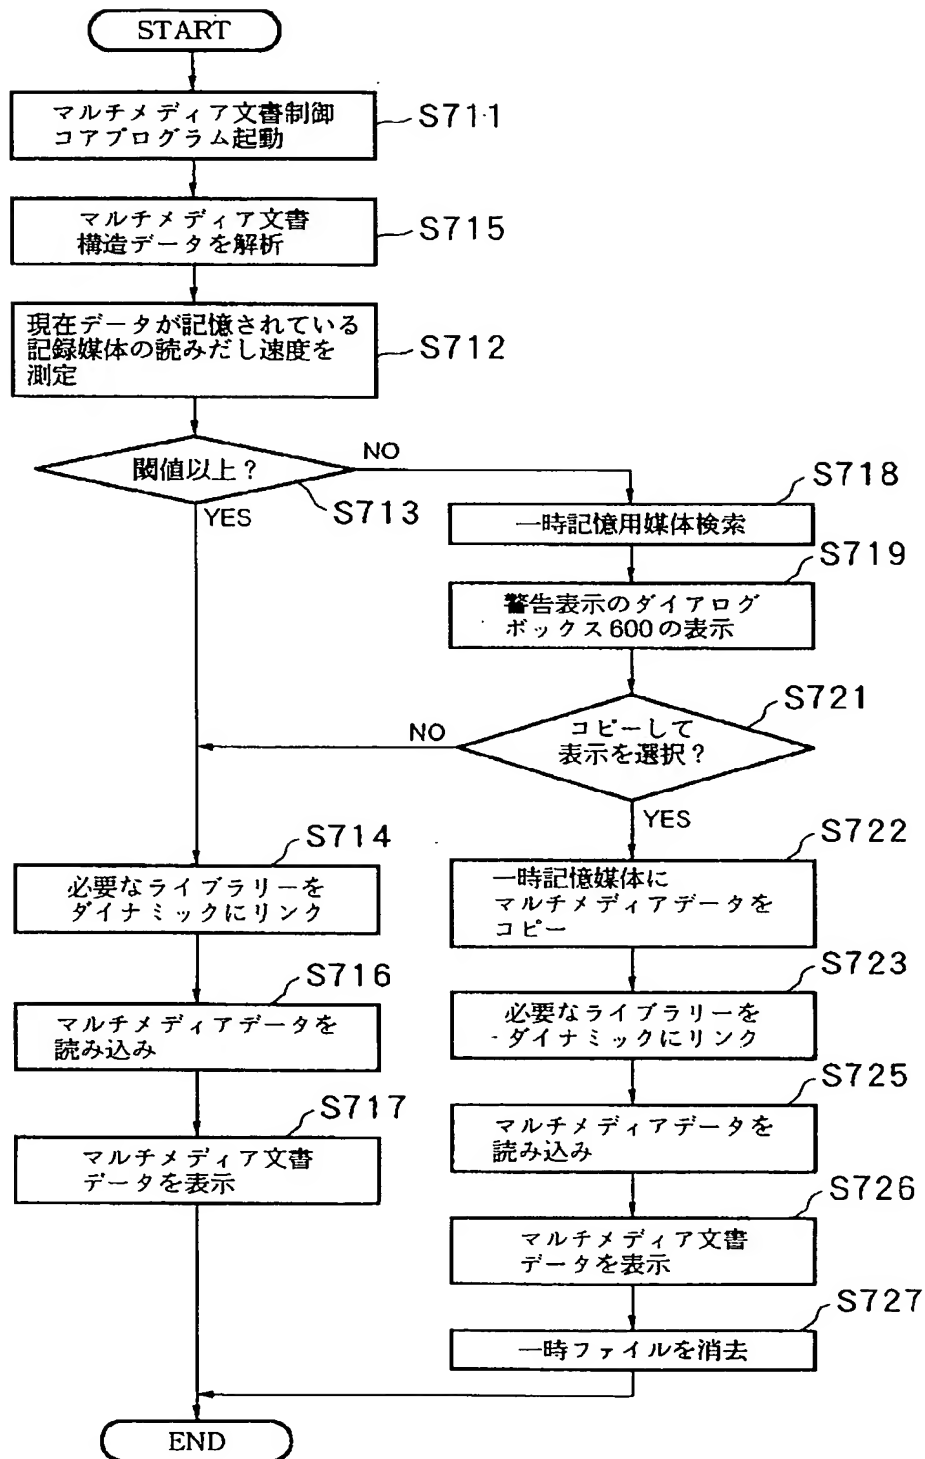 START
マルチメディア文書制御
コアプログラム起動
S711
マルチメディア文書
構造データを解析
S715
現在データが記憶されている
記録媒体の読みだし速度を
測定
S712
閾値以上?
NO
S713
YES
S718
一時記憶用媒体検索
S719
警告表示のダイアログ
ボックス600の表示
S721
コピーして
表示を選択?
NO
YES
S714
必要なライブラリーを
ダイナミックにリンク
S722
一時記憶媒体に
マルチメディアデータを
コピー
S716
マルチメディアデータを
読み込み
S723
必要なライブラリーを
ダイナミックにリンク
S717
マルチメディア文書
データを表示
S725
マルチメディアデータを
読み込み
S726
マルチメディア文書
データを表示
S727
一時ファイルを消去
END